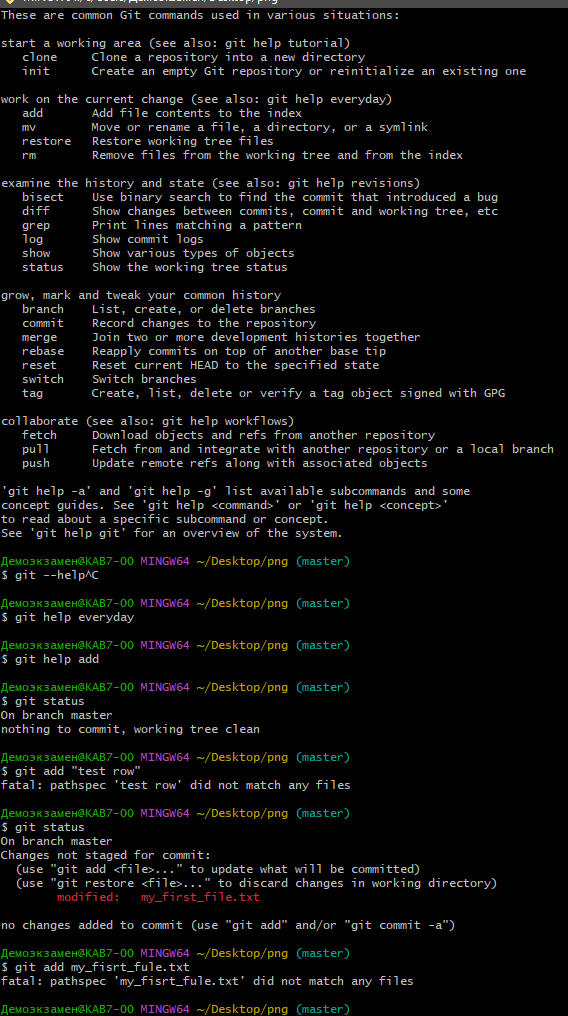 These are common Git commands used in various situations:
start a working area (see also: git help tutorial)
clone Clone a repository into a new directory
init Create an empty Git repository or reinitialize an existing one
work on the current change (see also: git help everyday)
add Add file contents to the index
mv Move or rename a file, a directory, or a symlink
restore Restore working tree files
rm Remove files from the working tree and from the index
examine the history and state (see also: git help revisions)
bisect Use binary search to find the commit that introduced a bug
diff Show changes between commits, commit and working tree, etc
grep Print lines matching a pattern
log Show commit logs
show Show various types of objects
status Show the working tree status
grow, mark and tweak your common history
branch List, create, or delete branches
commit Record changes to the repository
merge Join two or more development histories together
rebase Reapply commits on top of another base tip
reset Reset current HEAD to the specified state
switch Switch branches
tag Create, list, delete or verify a tag object signed with GPG
collaborate (see also: git help workflows)
fetch Download objects and refs from another repository
pull Fetch from and integrate with another repository or a local branch
push Update remote refs along with associated objects
'git help -a' and 'git help -g' list available subcommands and some
concept guides. See 'git help <command>' or 'git help <concept>'
to read about a specific subcommand or concept.
See 'git help git' for an overview of the system.
Демоэкзамен@КАВ7-00 MINGW64 ~/Desktop/png (master)
$ git --help^C
Демоэкзамен@КАВ7-00 MINGW64 ~/Desktop/png (master)
$ git help everyday
Демоэкзамен@КАВ7-00 MINGW64 ~/Desktop/png (master)
$ git help add
Демоэкзамен@КАВ7-00 MINGW64 ~/Desktop/png (master)
$ git status
On branch master
nothing to commit, working tree clean
Демоэкзамен@КАВ7-00 MINGW64 ~/Desktop/png (master)
$ git add "test row"
fatal: pathspec 'test row' did not match any files
Демоэкзамен@КАВ7-00 MINGW64 ~/Desktop/png (master)
$ git status
On branch master
Changes not staged for commit:
(use "git add <file>..." to update what will be committed)
(use "git restore <file>..." to discard changes in working directory)
modified: my_first_file.txt
no changes added to commit (use "git add" and/or "git commit -a")
Демоэкзамен@КАВ7-00 MINGW64 ~/Desktop/png (master)
$ git add my_fisrt_fule.txt
fatal: pathspec 'my_fisrt_fule.txt' did not match any files
Демоэкзамен@КАВ7-00 MINGW64 ~/Desktop/png (master)